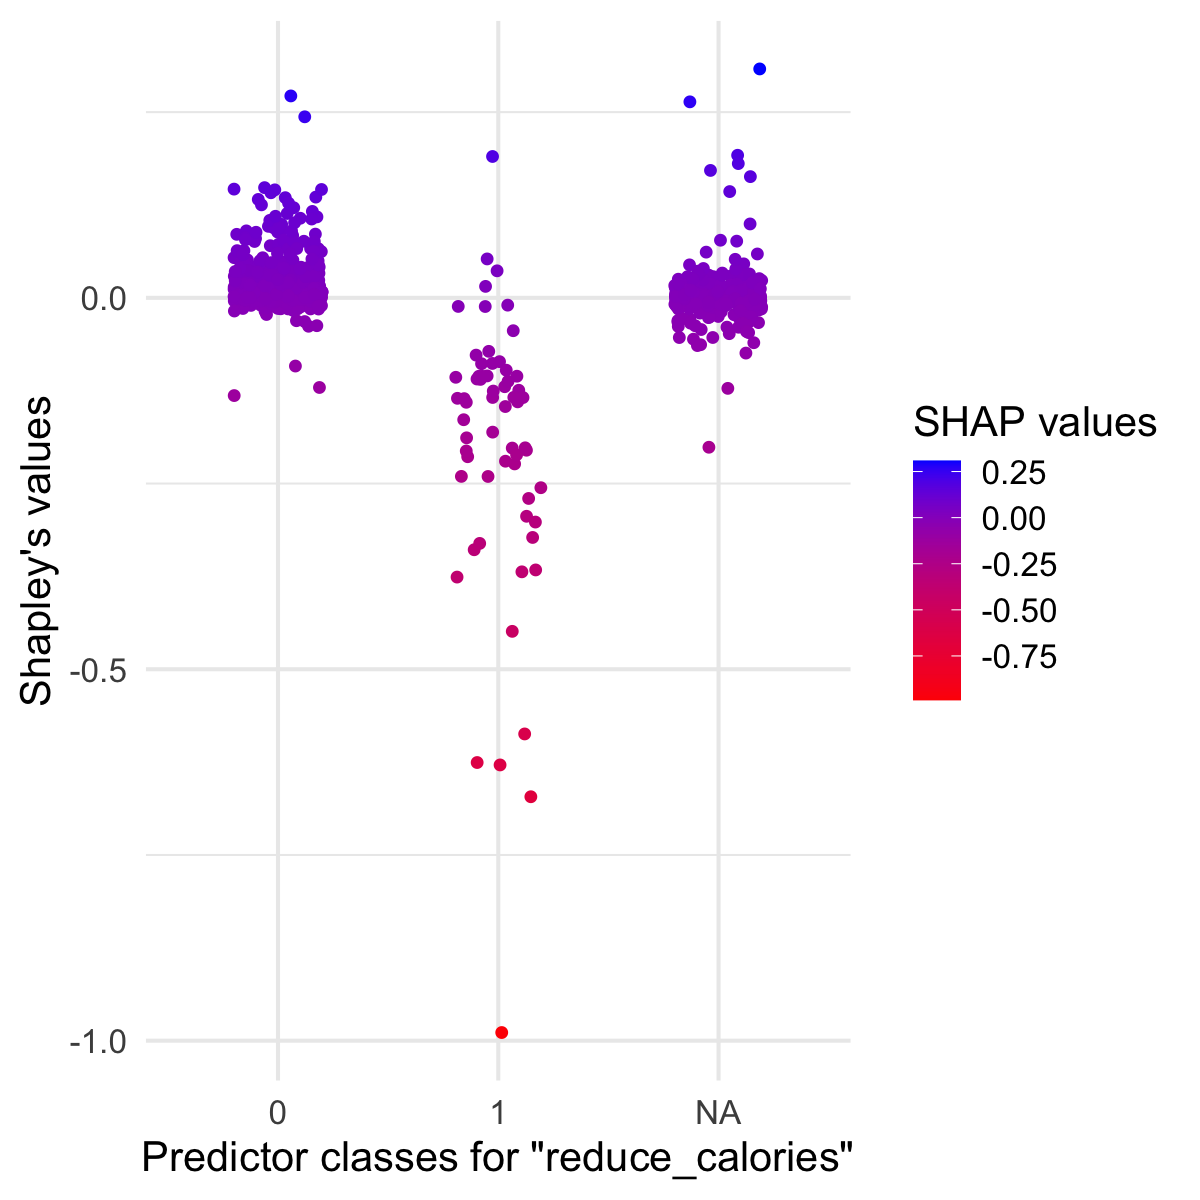 Shapley's values
0.0
-0.5
-1.0
0
1
NA
Predictor classes for "reduce_calories"
SHAP values
0.25
0.00
-0.25
-0.50
-0.75